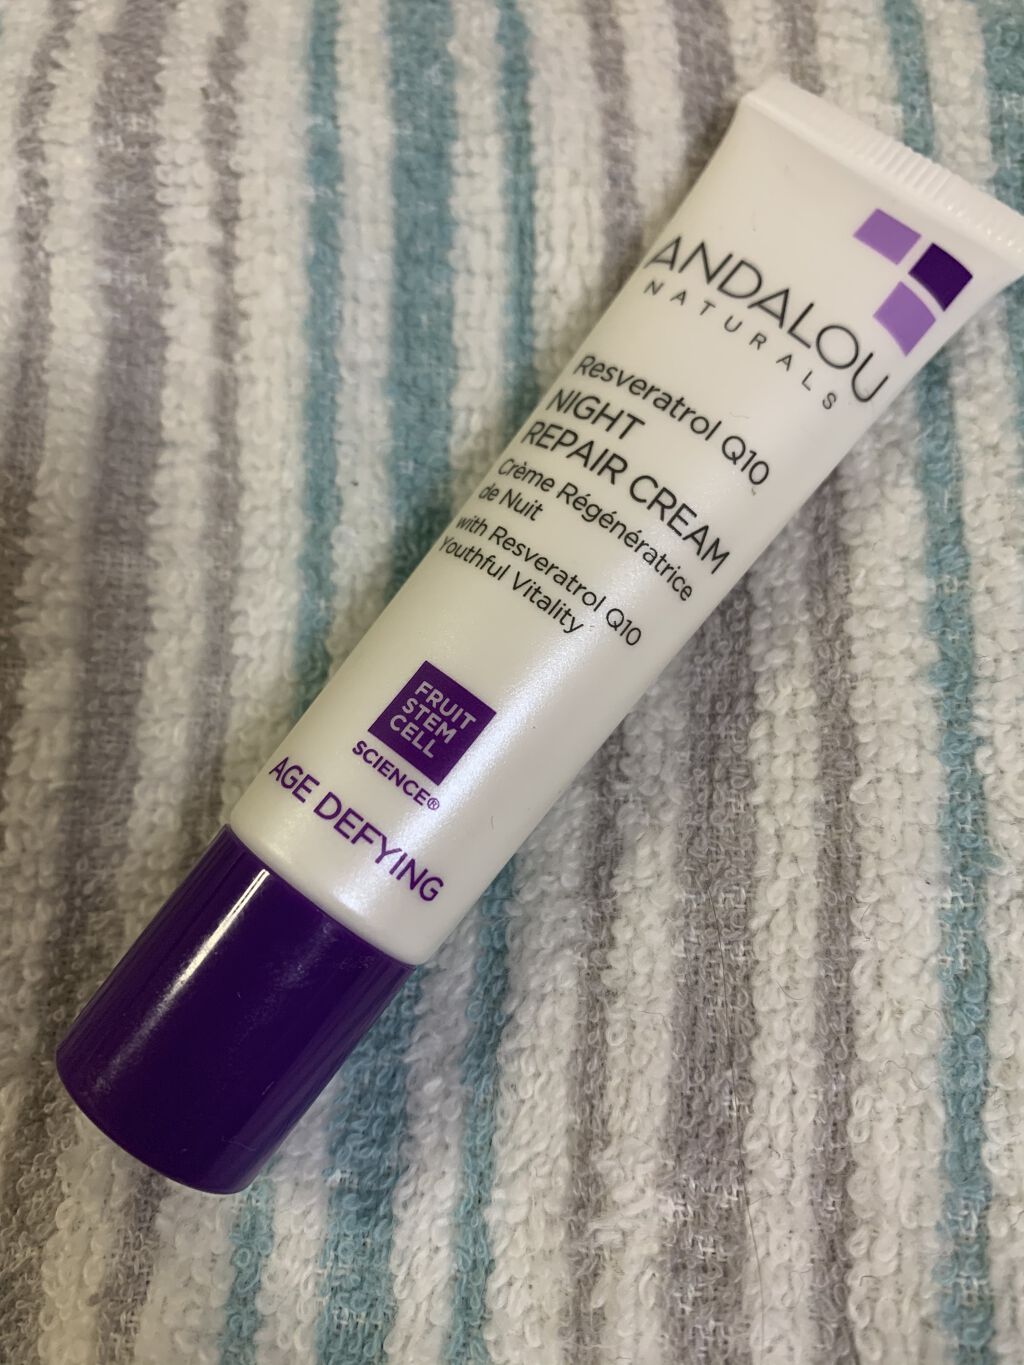 ANDALOU
NATURALS
Resveratrol Q10
NIGHT
REPAIR CREAM
Crème Régénératrice
de Nuit
with Resveratrol Q10
Youthful Vitality
FRUIT
STEM
CELL
SCIENCE®
AGE DEFYING